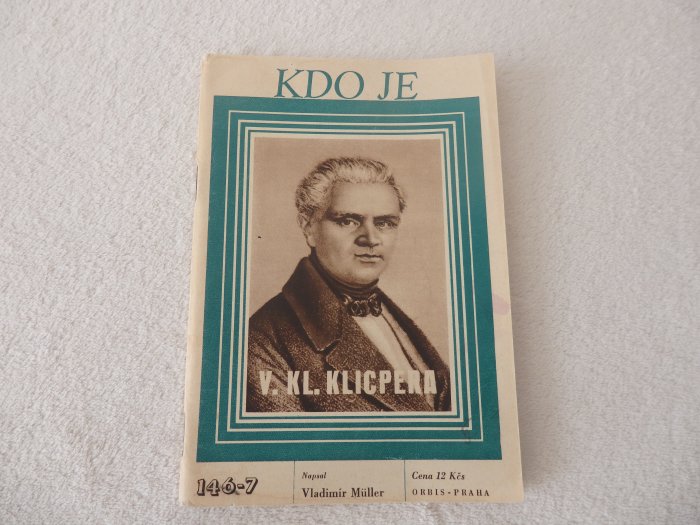 KDO JE
V. KL. KLICPERA
146-7
Napsal
Vladimír Müller
Cena 12 Kčs
ORBIS - PRAHA